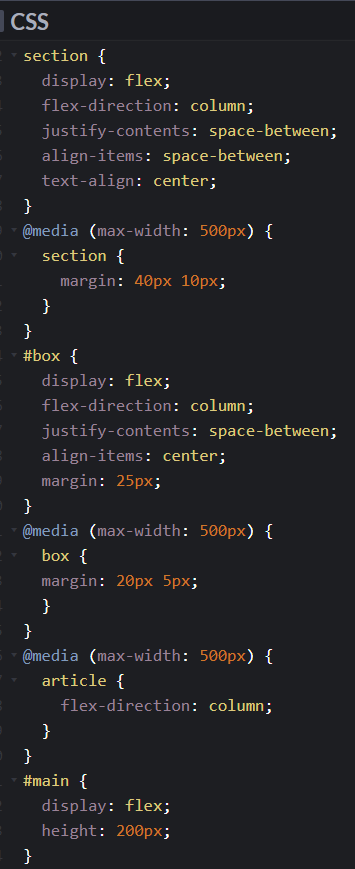 CSS
section {
display: flex;
flex-direction: column;
justify-contents: space-between;
align-items: space-between;
text-align: center;
}
@media (max-width: 500px) {
section {
margin: 40px 10px;
}
}
#box {
display: flex;
flex-direction: column;
justify-contents: space-between;
align-items: center;
margin: 25px;
}
@media (max-width: 500px) {
box {
margin: 20px 5px;
}
}
@media (max-width: 500px) {
article {
flex-direction: column;
}
}
#main {
display: flex;
height: 200px;
}